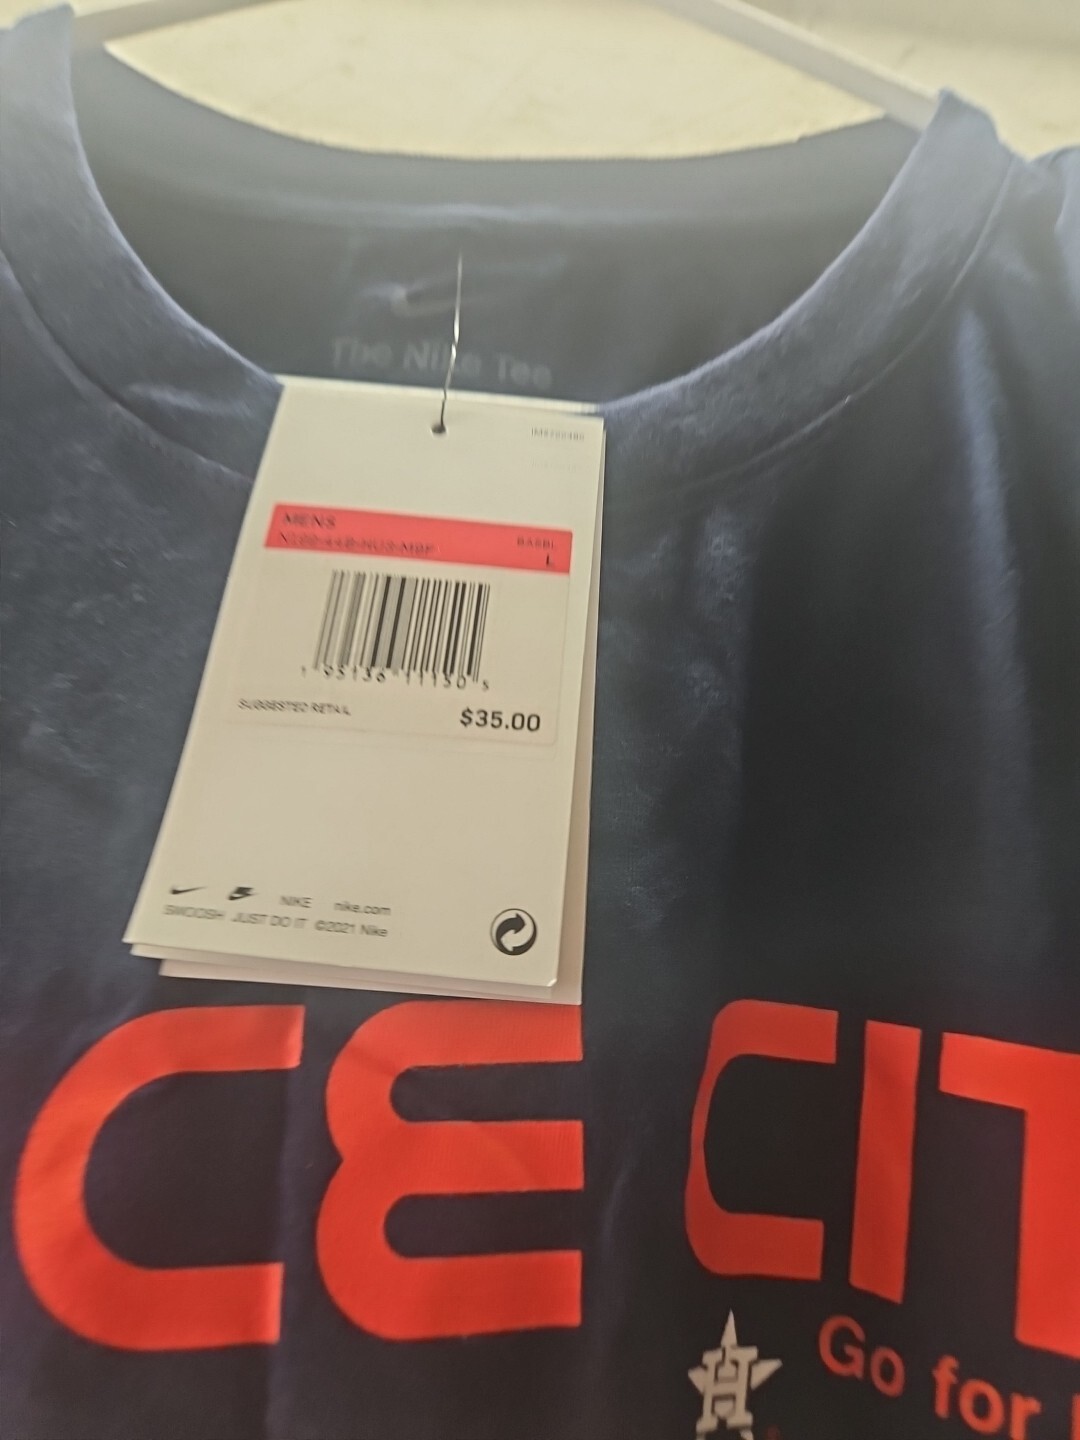 The Nike Tee
MENS
BASBL
L
1 95136 11150 5
SUGGESTED RETAIL
$35.00
NIKE nike.com
SWOOSH JUST DO IT ©2021 Nike
CE CIT
H
Go for